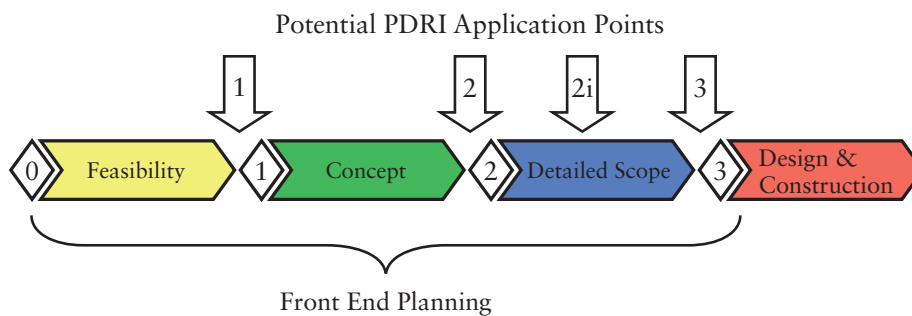 Potential PDRI Application Points
1
2
2i
3
0
Feasibility
1
Concept
2
Detailed Scope
3
Design &
Construction
Front End Planning